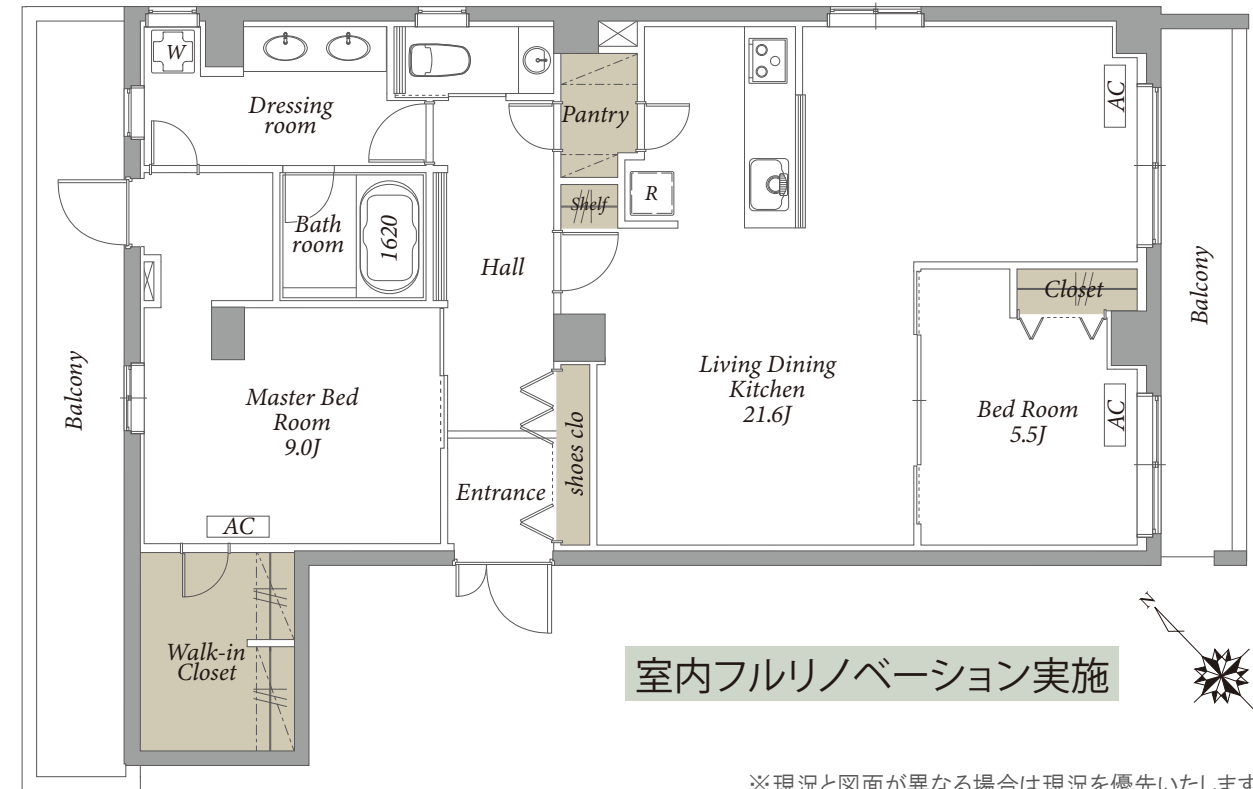 W
Dressing
room
Pantry
AC
Shelf
R
Bath
room
1620
Hall
Closet
Balcony
Balcony
Living Dining
Kitchen
21.6J
Master Bed
Room
9.0J
Bed Room
5.5J
AC
shoes clo
Entrance
AC
Walk-in
Closet
N
室内フルリノベーション実施
※現況と図面が異なる場合は現況を優先いたします